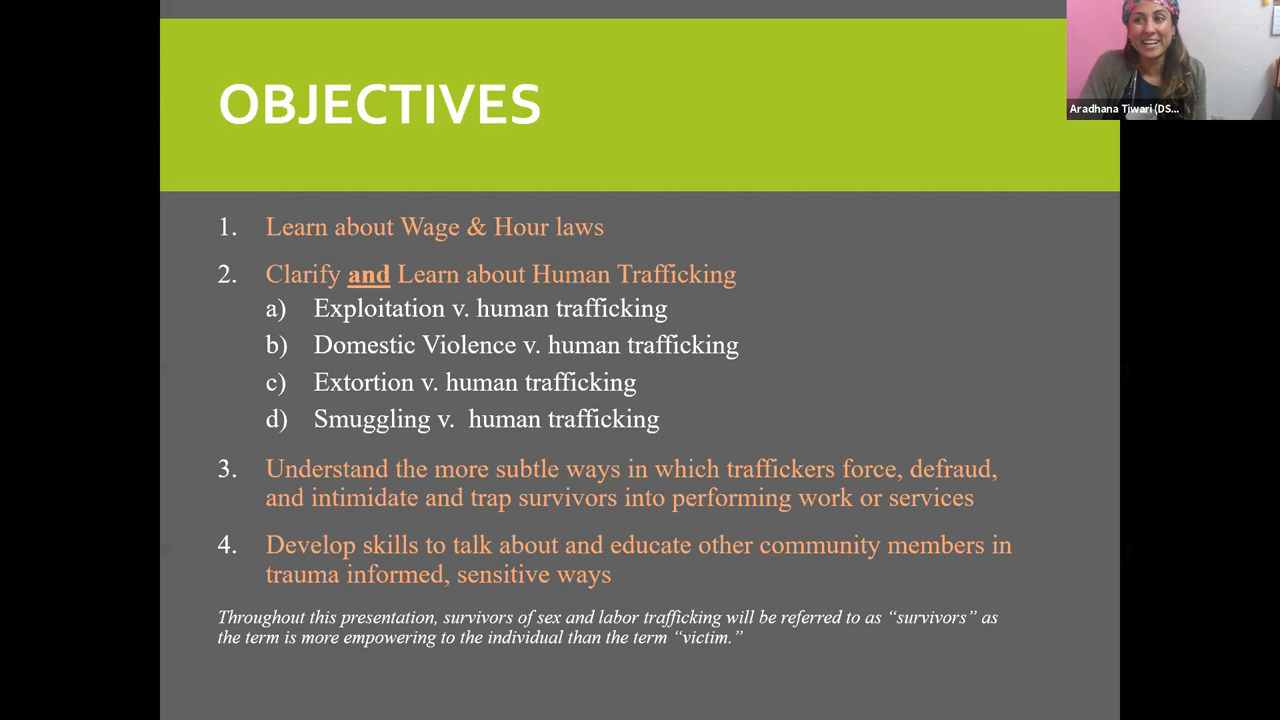 OBJECTIVES
Aradhana Tiwari (DS...
1. Learn about Wage & Hour laws
2. Clarify and Learn about Human Trafficking
a) Exploitation v. human trafficking
b) Domestic Violence v. human trafficking
c) Extortion v. human trafficking
d) Smuggling v. human trafficking
3. Understand the more subtle ways in which traffickers force, defraud,
and intimidate and trap survivors into performing work or services
4. Develop skills to talk about and educate other community members in
trauma informed, sensitive ways
Throughout this presentation, survivors of sex and labor trafficking will be referred to as “survivors” as
the term is more empowering to the individual than the term “victim.”